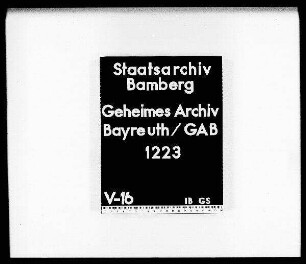 Staatsarchiv
Bamberg
Geheimes Archiv
Bayreuth/GAB
1223
V-16 IB GS